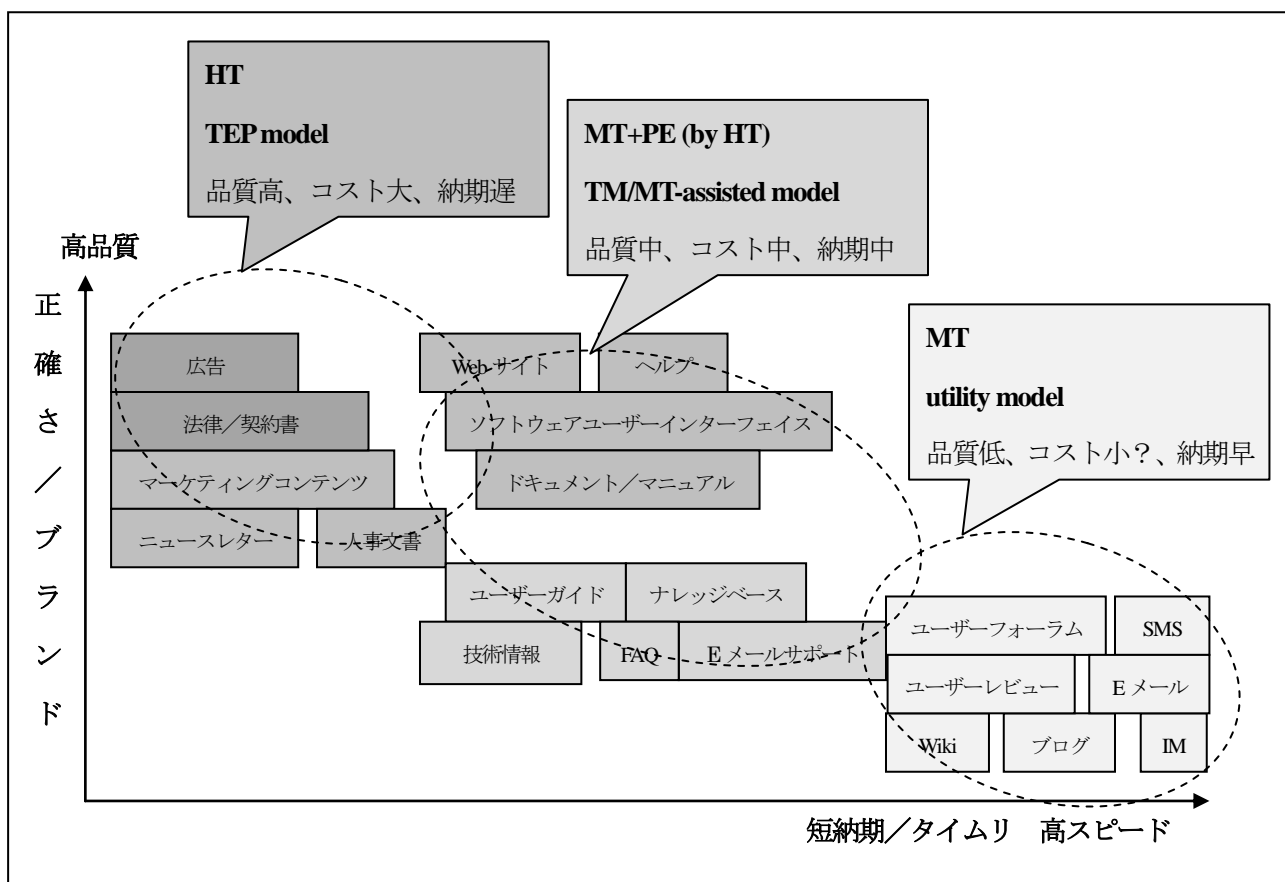 HT
TEP model
品質高、コスト大、納期遅
MT+PE (by HT)
TM/MT-assisted model
品質中、コスト中、納期中
MT
utility model
品質低、コスト小？、納期早
高品質
正確さ／ブランド
広告
Web サイト
ヘルプ
法律／契約書
ソフトウェアユーザーインターフェイス
マーケティングコンテンツ
ドキュメント／マニュアル
ニュースレター
人事文書
ユーザーガイド
ナレッジベース
技術情報
FAQ
E メールサポート
ユーザーフォーラム
SMS
ユーザーレビュー
E メール
Wiki
ブログ
IM
短納期／タイムリ　高スピード